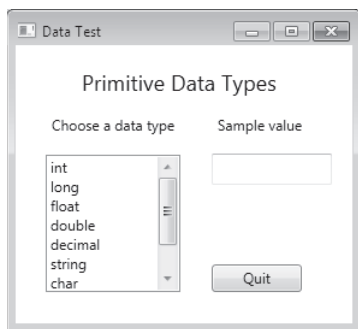 Data Test
Primitive Data Types
Choose a data type
Sample value
int
long
float
double
decimal
string
char
Quit